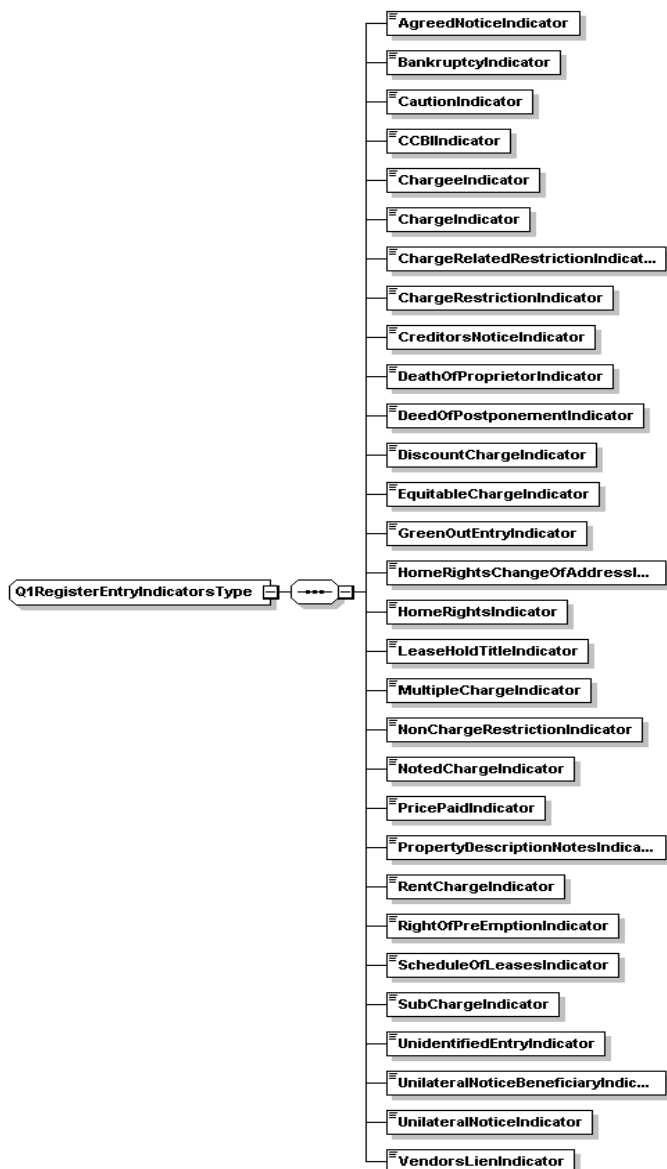 AgreedNoticeIndicator
BankruptcyIndicator
CautionIndicator
CCBIIndicator
ChargeeIndicator
ChargeIndicator
ChargeRelatedRestrictionIndicat...
ChargeRestrictionIndicator
CreditorsNoticeIndicator
DeathOfProprietorIndicator
DeedOfPostponementIndicator
DiscountChargeIndicator
EquitableChargeIndicator
GreenOutEntryIndicator
HomeRightsChangeOfAddressI...
Q1RegisterEntryIndicatorsType
HomeRightsIndicator
LeaseHoldTitleIndicator
MultipleChargeIndicator
NonChargeRestrictionIndicator
NotedChargeIndicator
PricePaidIndicator
PropertyDescriptionNotesIndica...
RentChargeIndicator
RightOfPreEmptionIndicator
ScheduleOfLeasesIndicator
SubChargeIndicator
UnidentifiedEntryIndicator
UnilateralNoticeBeneficiaryIndic...
UnilateralNoticeIndicator
VendorsLienIndicator